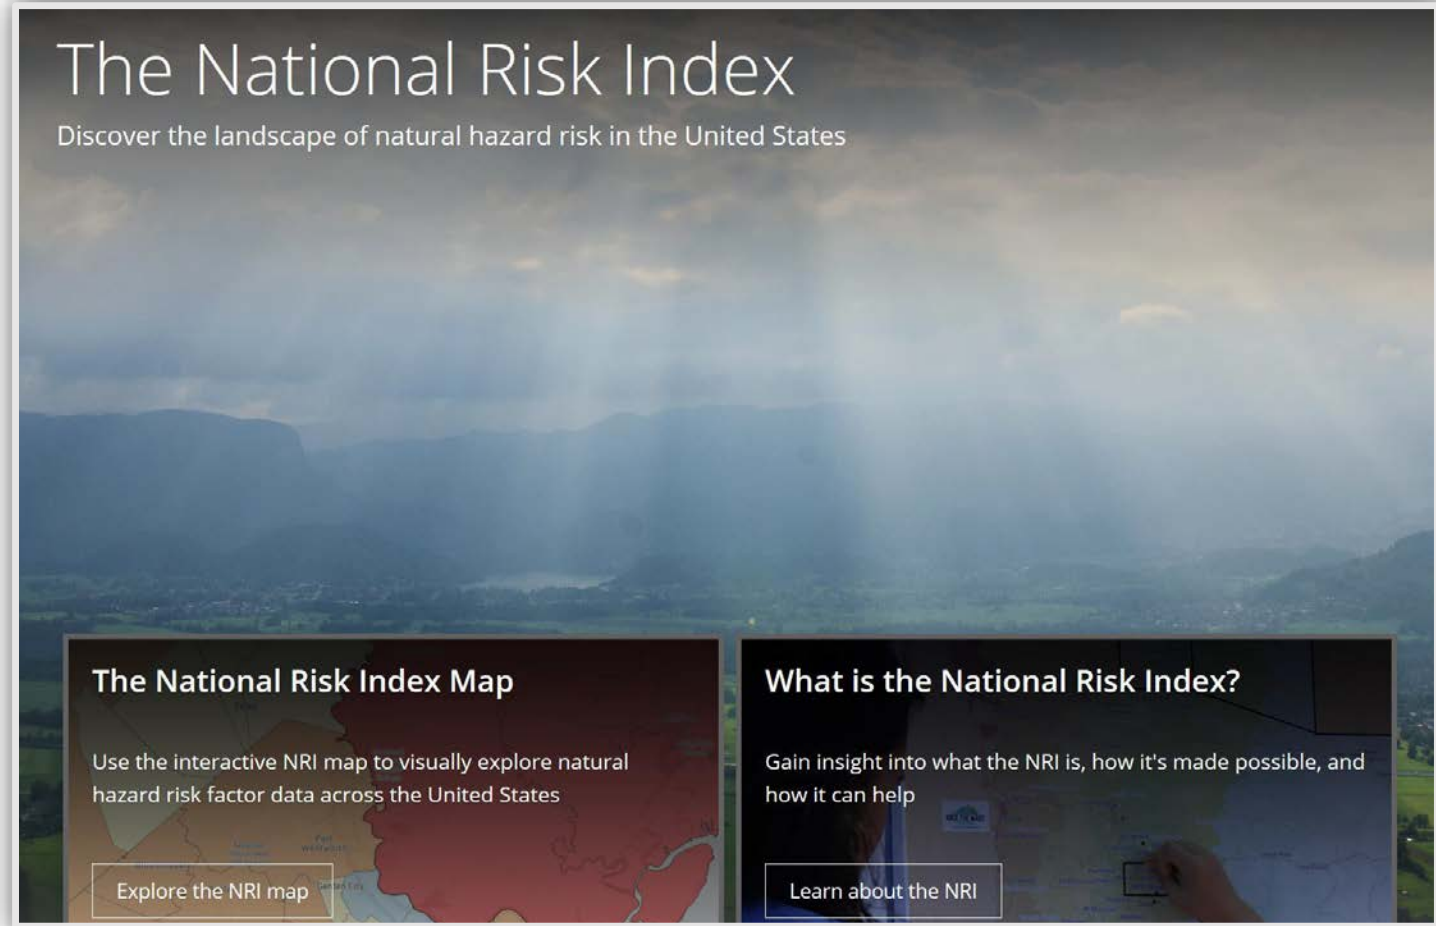 The National Risk Index
Discover the landscape of natural hazard risk in the United States
The National Risk Index Map
Use the interactive NRI map to visually explore natural
hazard risk factor data across the United States
Explore the NRI map
Garden City
What is the National Risk Index?
Gain insight into what the NRI is, how it's made possible, and
how it can help
Learn about the NRI